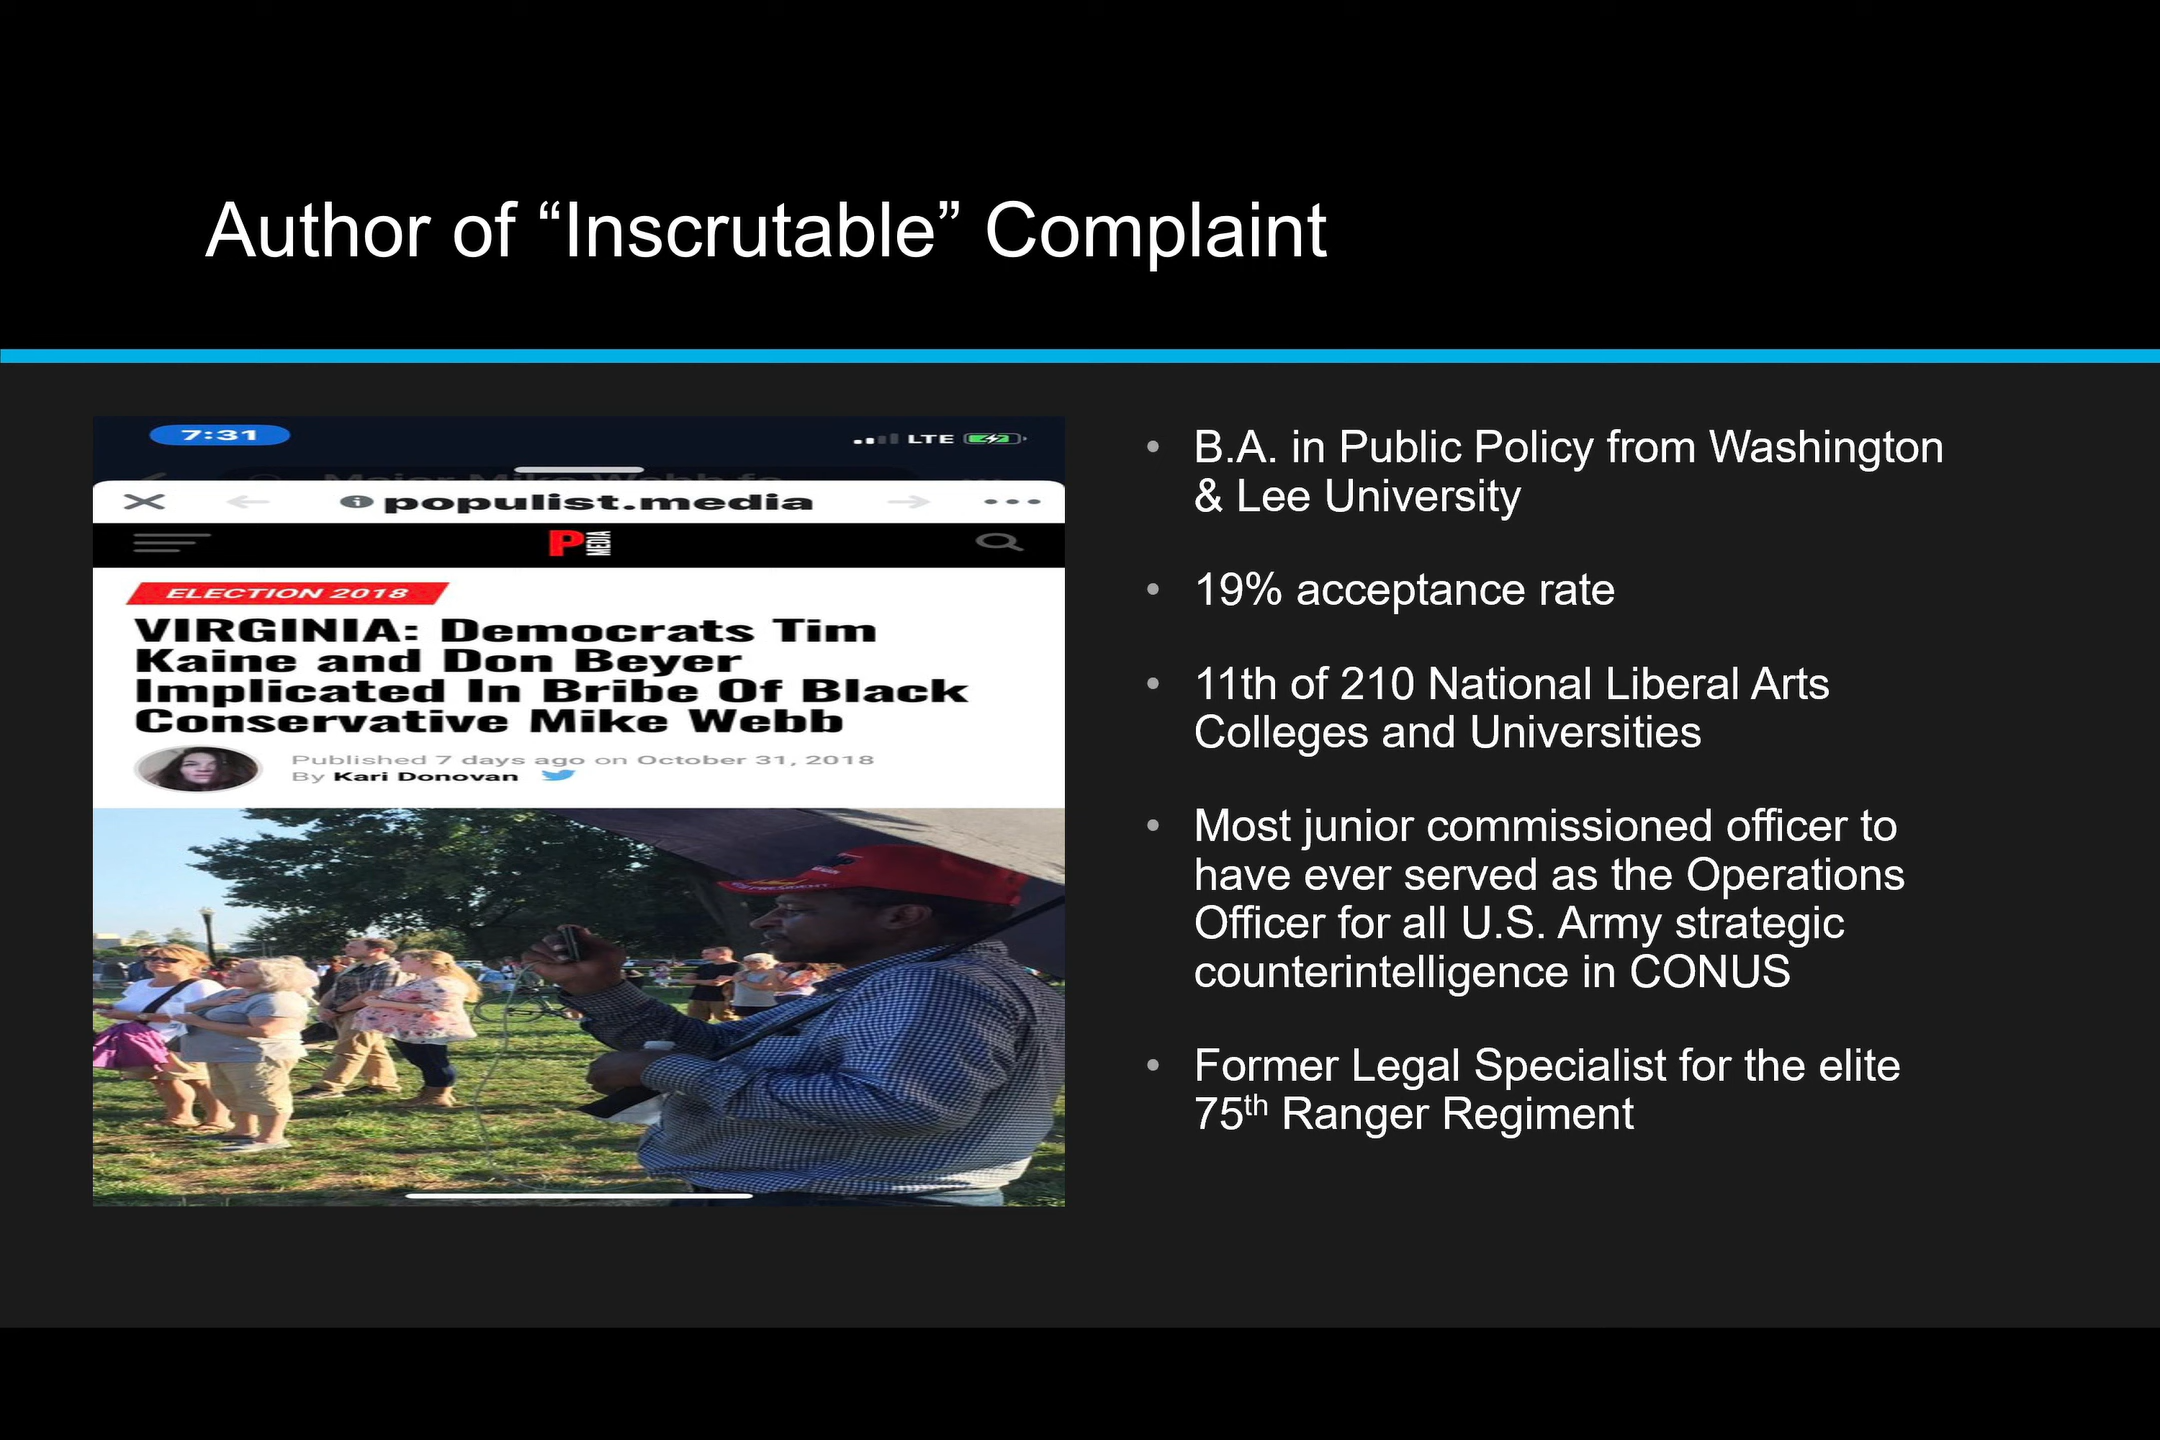 Author of “Inscrutable” Complaint
7:31
LTE
populist.media
P MEDIA
ELECTION 2018
VIRGINIA: Democrats Tim
Kaine and Don Beyer
Implicated In Bribe Of Black
Conservative Mike Webb
Published 7 days ago on October 31, 2018
By Kari Donovan
• B.A. in Public Policy from Washington
& Lee University
• 19% acceptance rate
• 11th of 210 National Liberal Arts
Colleges and Universities
• Most junior commissioned officer to
have ever served as the Operations
Officer for all U.S. Army strategic
counterintelligence in CONUS
• Former Legal Specialist for the elite
75th Ranger Regiment